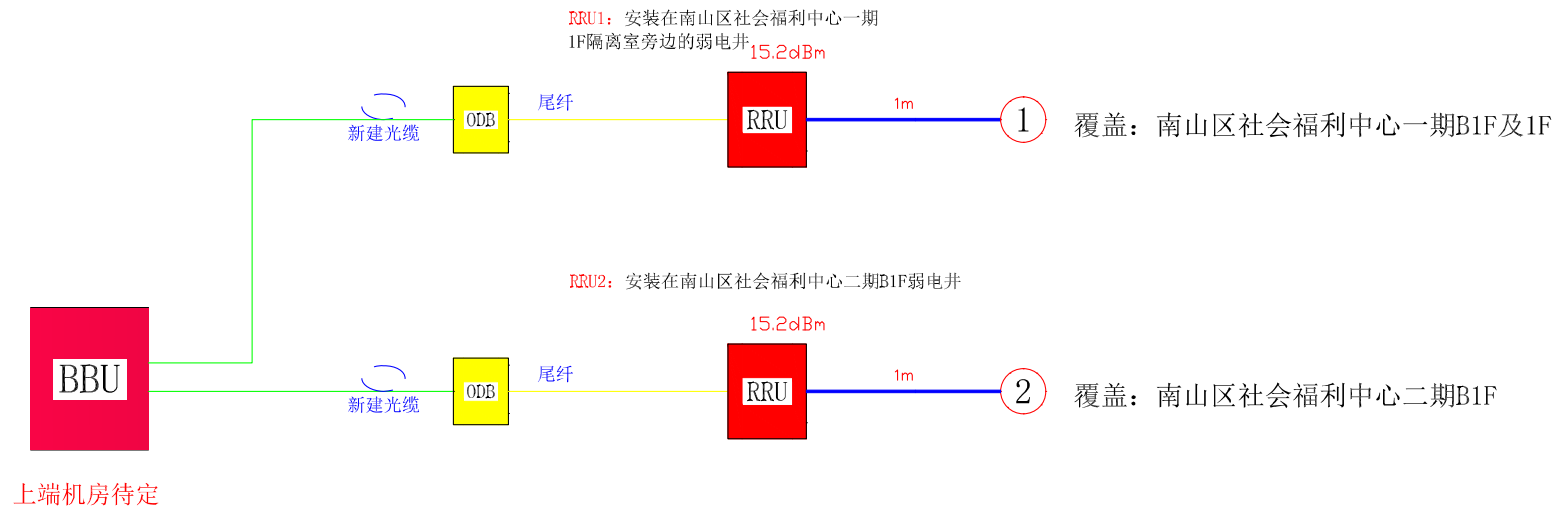 RRU1：安装在南山区社会福利中心一期
1F隔离室旁边的弱电井
15.2dBm
新建光缆
ODB
尾纤
RRU
1m
1
覆盖：南山区社会福利中心一期B1F及1F
RRU2：安装在南山区社会福利中心二期B1F弱电井
15.2dBm
BBU
新建光缆
ODB
尾纤
RRU
1m
2
覆盖：南山区社会福利中心二期B1F
上端机房待定